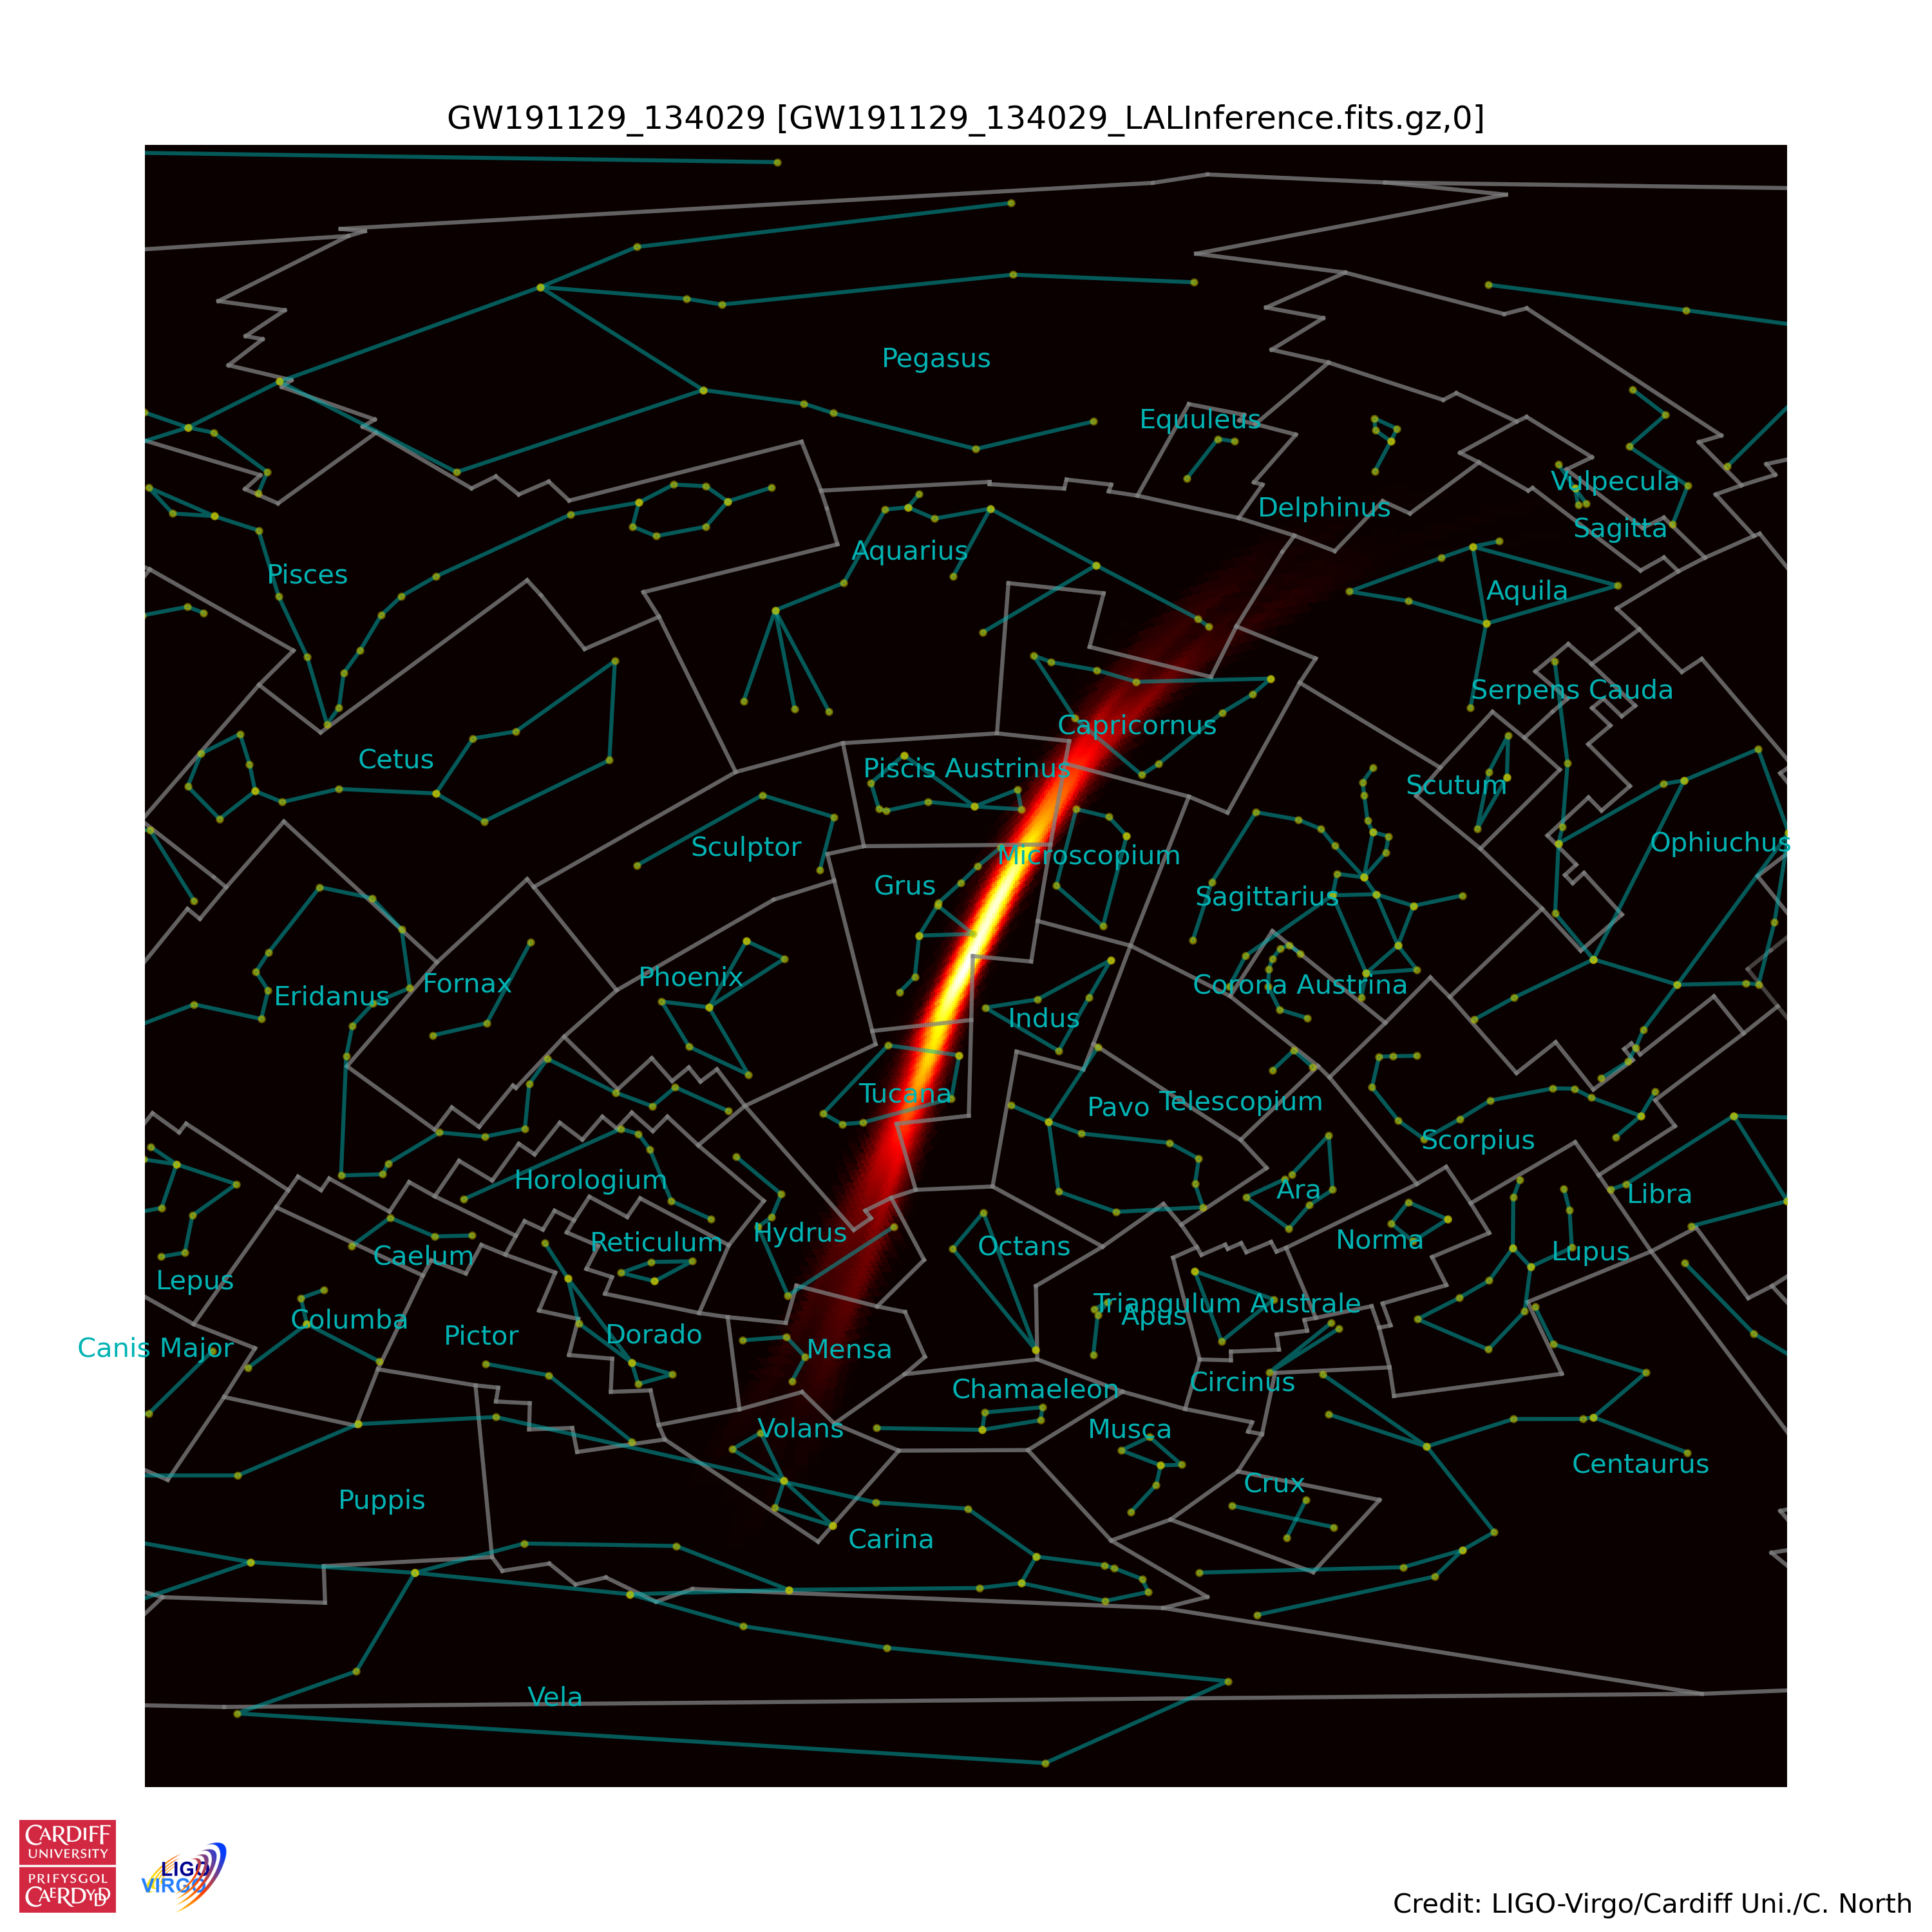 GW191129_134029 [GW191129_134029_LALInference.fits.gz,0]
Pegasus
Equuleus
Vulpecula
Delphinus
Sagitta
Aquarius
Pisces
Aquila
Serpens Cauda
Capricornus
Cetus
Piscis Austrinus
Scutum
Sculptor
Microscopium
Ophiuchus
Grus
Sagittarius
Phoenix
Fornax
Corona Austrina
Eridanus
Indus
Tucana
Pavo
Telescopium
Scorpius
Horologium
Ara
Libra
Hydrus
Reticulum
Octans
Norma
Caelum
Lupus
Lepus
Triangulum Australe
Columba
Apus
Pictor
Dorado
Canis Major
Mensa
Chamaeleon
Circinus
Volans
Musca
Centaurus
Crux
Puppis
Carina
Vela
CARDIFF
UNIVERSITY
PRIFYSGOL
CAERDYDD
LIGO
VIRGO
Credit: LIGO-Virgo/Cardiff Uni./C. North